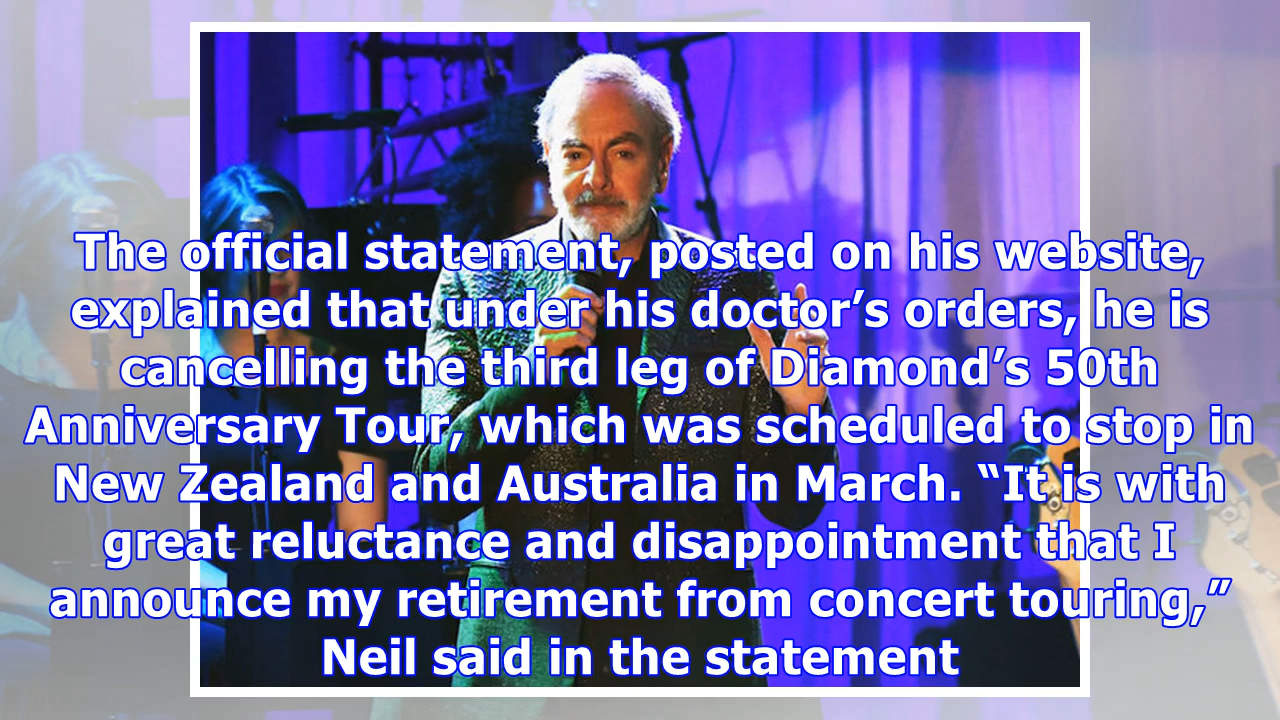 The official statement, posted on his website,
explained that under his doctor’s orders, he is
cancelling the third leg of Diamond’s 50th
Anniversary Tour, which was scheduled to stop in
New Zealand and Australia in March. “It is with
great reluctance and disappointment that I
announce my retirement from concert touring,”
Neil said in the statement